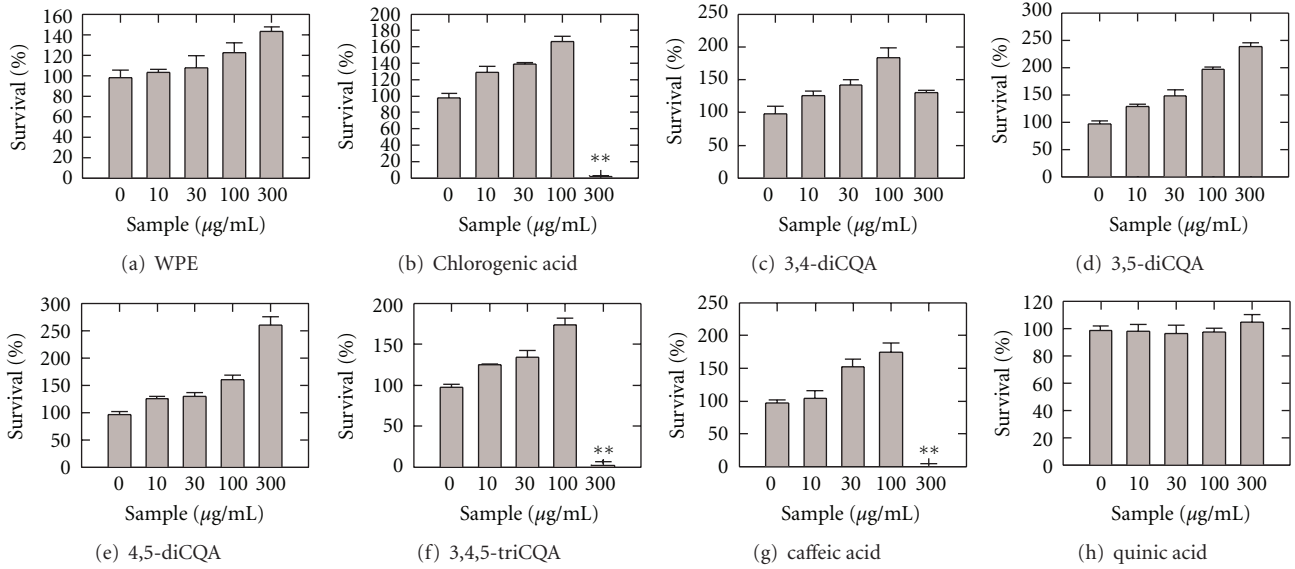 160
140
120
100
80
60
40
20
0
Survival (%)
0 10 30 100 300
Sample (µg/mL)
(a) WPE
200
180
160
140
120
100
80
60
40
20
0
Survival (%)
**
0 10 30 100 300
Sample (µg/mL)
(b) Chlorogenic acid
250
200
150
100
50
0
Survival (%)
0 10 30 100 300
Sample (µg/mL)
(c) 3,4-diCQA
300
250
200
150
100
50
0
Survival (%)
0 10 30 100 300
Sample (µg/mL)
(d) 3,5-diCQA
300
250
200
150
100
50
0
Survival (%)
0 10 30 100 300
Sample (µg/mL)
(e) 4,5-diCQA
200
150
100
50
0
Survival (%)
**
0 10 30 100 300
Sample (µg/mL)
(f) 3,4,5-triCQA
250
200
150
100
50
0
Survival (%)
**
0 10 30 100 300
Sample (µg/mL)
(g) caffeic acid
120
100
80
60
40
20
0
Survival (%)
0 10 30 100 300
Sample (µg/mL)
(h) quinic acid